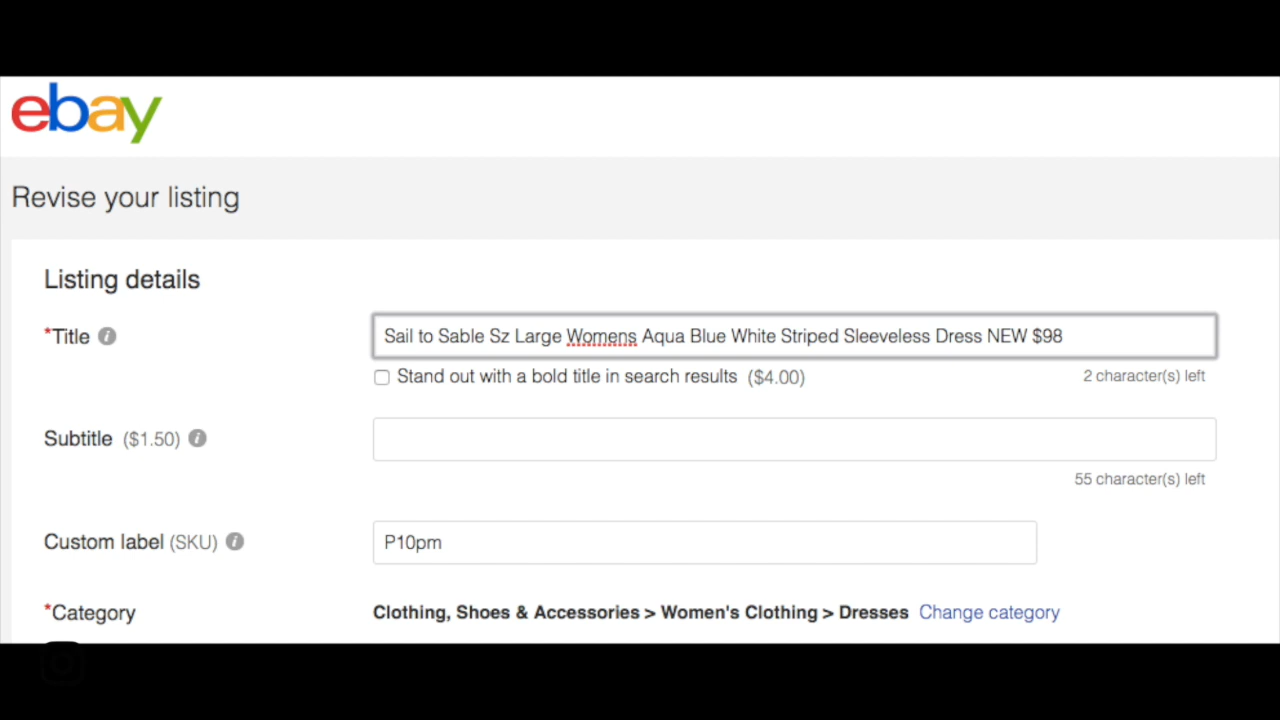 ebay
Revise your listing
Listing details
*Title
Sail to Sable Sz Large Womens Aqua Blue White Striped Sleeveless Dress NEW $98
Stand out with a bold title in search results ($4.00) 2 character(s) left
Subtitle ($1.50)
55 character(s) left
Custom label (SKU) P10pm
*Category Clothing, Shoes & Accessories > Women's Clothing > Dresses Change category